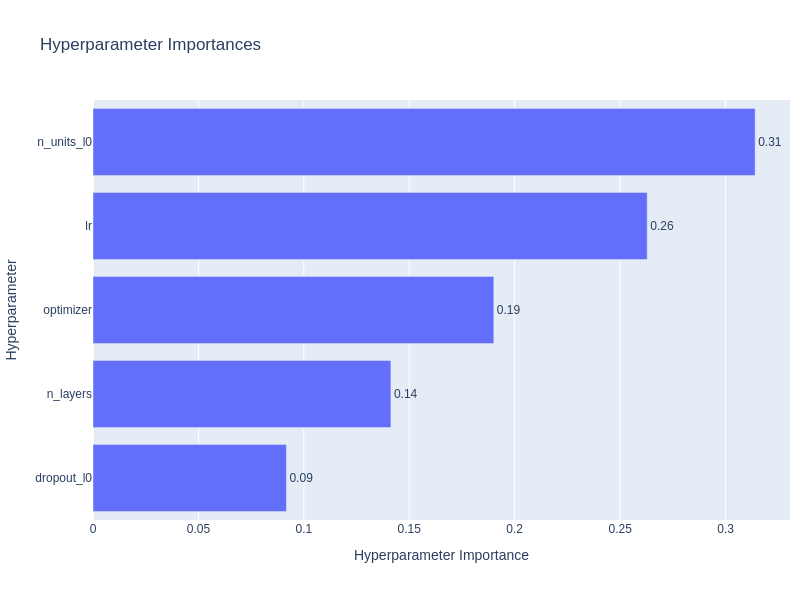 Hyperparameter Importances
Hyperparameter
n_units_l0
0.31
lr
0.26
optimizer
0.19
n_layers
0.14
dropout_l0
0.09
0
0.05
0.1
0.15
0.2
0.25
0.3
Hyperparameter Importance